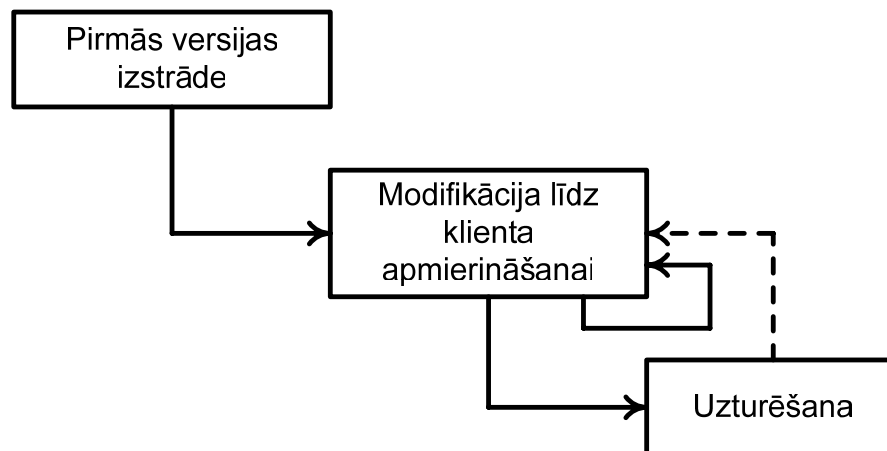 Pirmās versijas
izstrāde
Modifikācija līdz
klienta
apmierināšanai
Uzturēšana